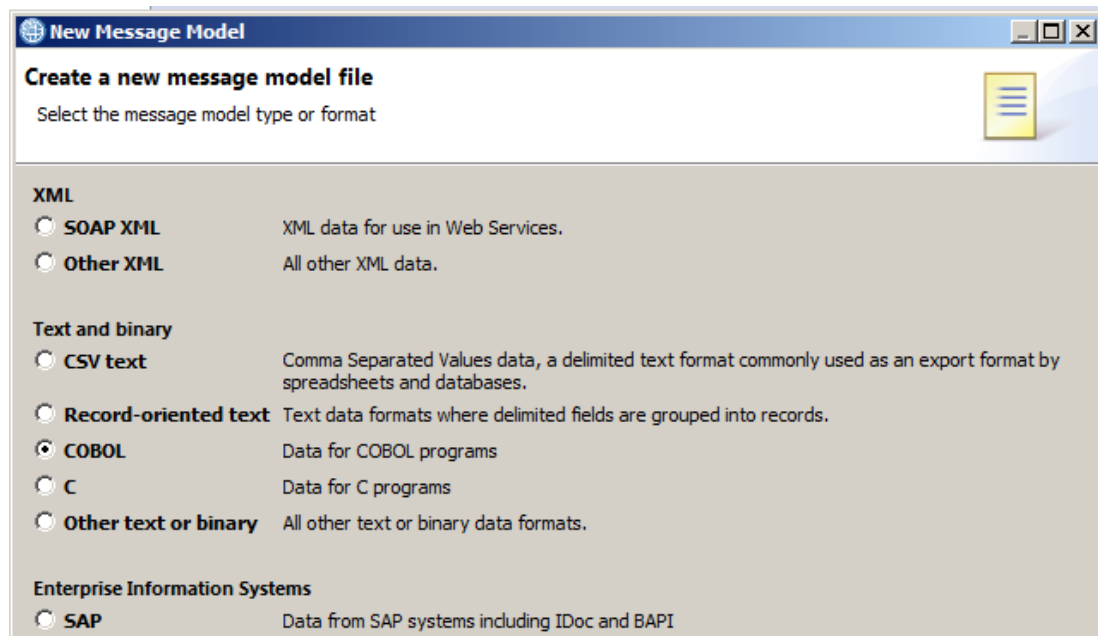 New Message Model
Create a new message model file
Select the message model type or format
XML
SOAP XML XML data for use in Web Services.
Other XML All other XML data.
Text and binary
CSV text Comma Separated Values data, a delimited text format commonly used as an export format by
spreadsheets and databases.
Record-oriented text Text data formats where delimited fields are grouped into records.
COBOL Data for COBOL programs
C Data for C programs
Other text or binary All other text or binary data formats.
Enterprise Information Systems
SAP Data from SAP systems including IDoc and BAPI